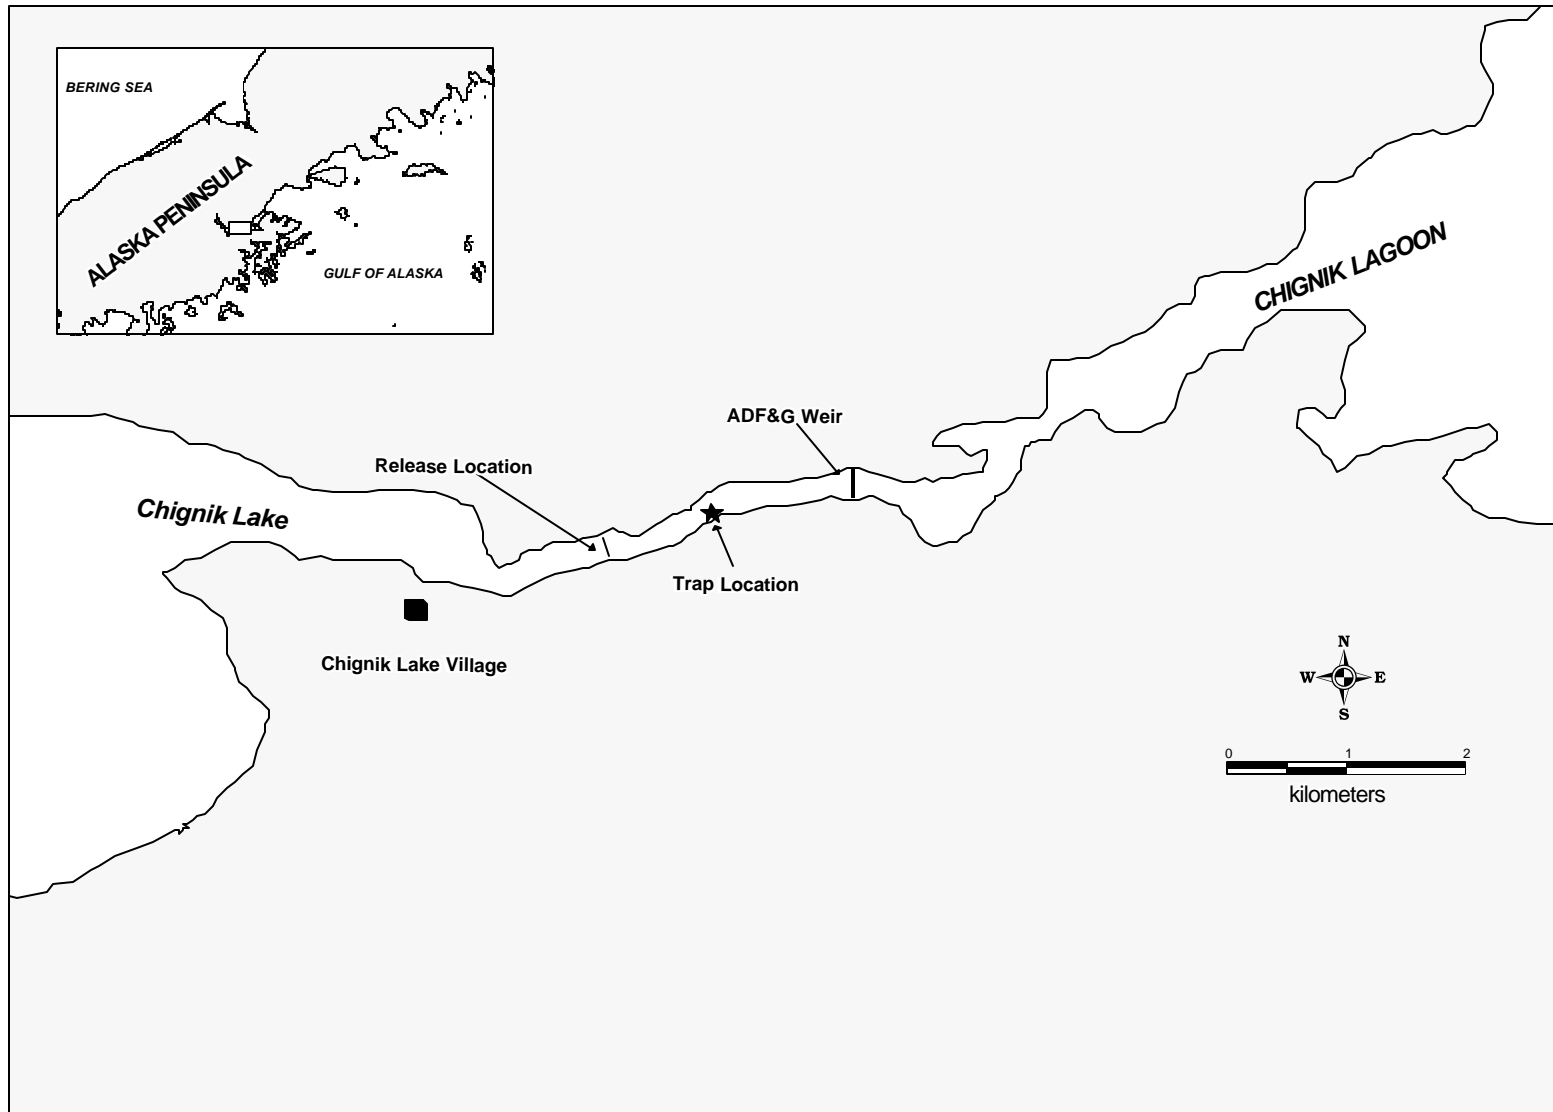 BERING SEA
ALASKA PENINSULA
GULF OF ALASKA
CHIGNIK LAGOON
ADF&G Weir
Release Location
Chignik Lake
Trap Location
Chignik Lake Village
N
W E
S
0 1 2
kilometers